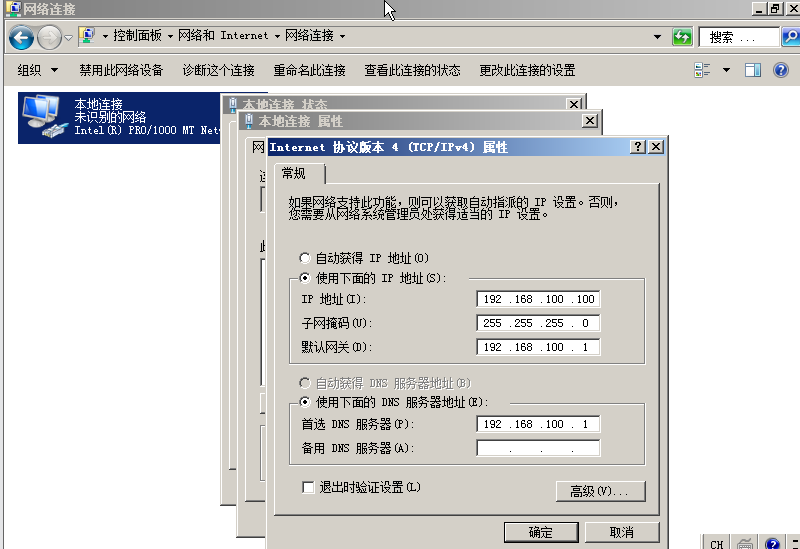 网络连接
控制面板 网络和 Internet 网络连接
搜索 ...
组织 禁用此网络设备 诊断这个连接 重命名此连接 查看此连接的状态 更改此连接的设置
本地连接
未识别的网络
Intel(R) PRO/1000 MT Net
本地连接 状态
本地连接 属性
网
Internet 协议版本 4 (TCP/IPv4) 属性
常规
如果网络支持此功能，则可以获取自动指派的 IP 设置。否则，
您需要从网络系统管理员处获得适当的 IP 设置。
自动获得 IP 地址(O)
使用下面的 IP 地址(S):
IP 地址(I): 192 .168 .100 .100
子网掩码(U): 255 .255 .255 . 0
默认网关(D): 192 .168 .100 . 1
自动获得 DNS 服务器地址(B)
使用下面的 DNS 服务器地址(E):
首选 DNS 服务器(P): 192 .168 .100 . 1
备用 DNS 服务器(A): . . .
退出时验证设置(L)
高级(V)...
确定 取消
CH